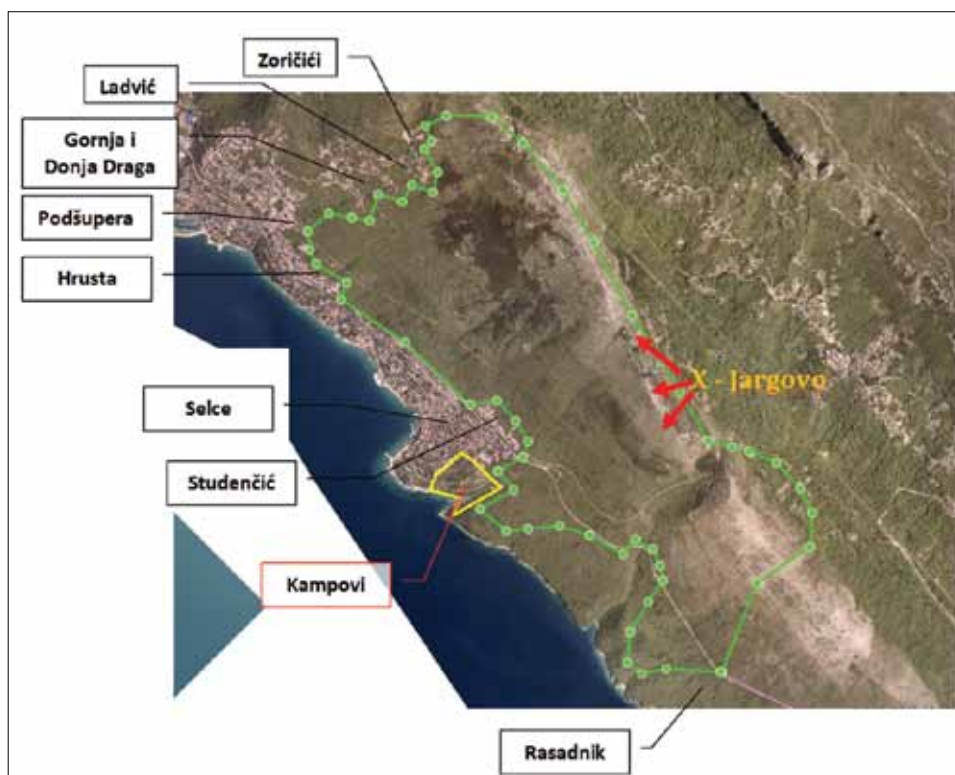 Zoričići
Ladvić
Gornja i
Donja Draga
Podšupera
Hrusta
X - Jargovo
Selce
Studenčić
Kampovi
Rasadnik